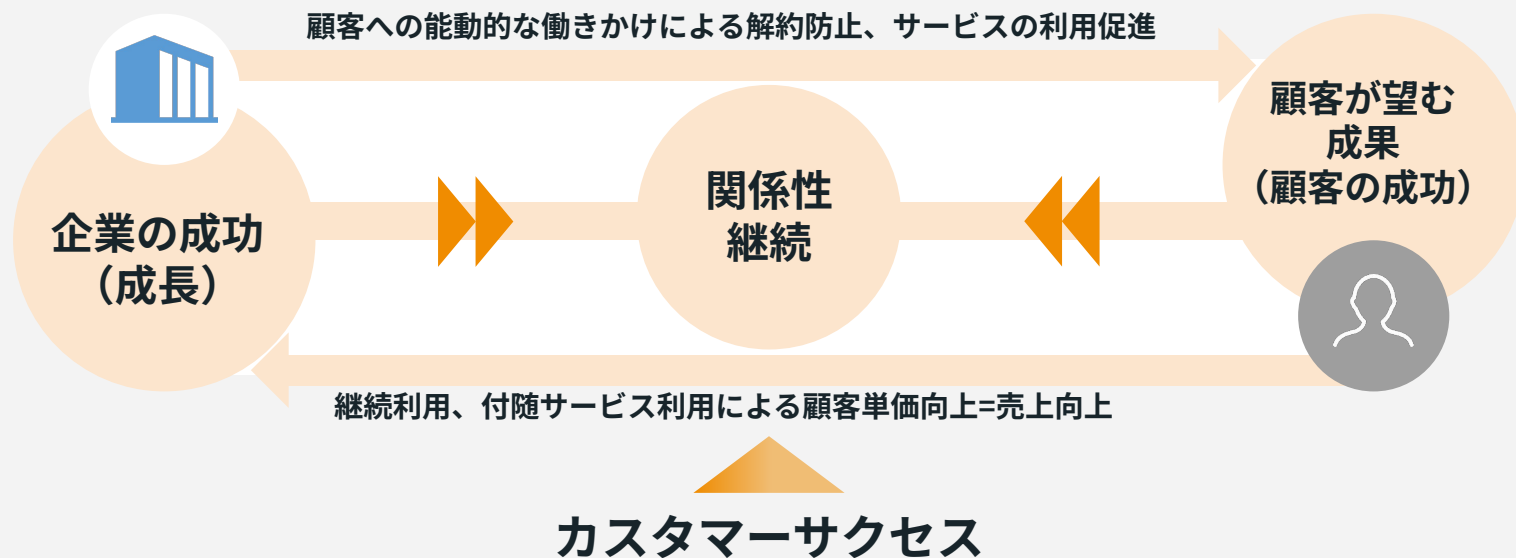 顧客への能動的な働きかけによる解約防止、サービスの利用促進
企業の成功
（成長）
関係性
継続
顧客が望む
成果
（顧客の成功）
継続利用、付随サービス利用による顧客単価向上=売上向上
カスタマーサクセス